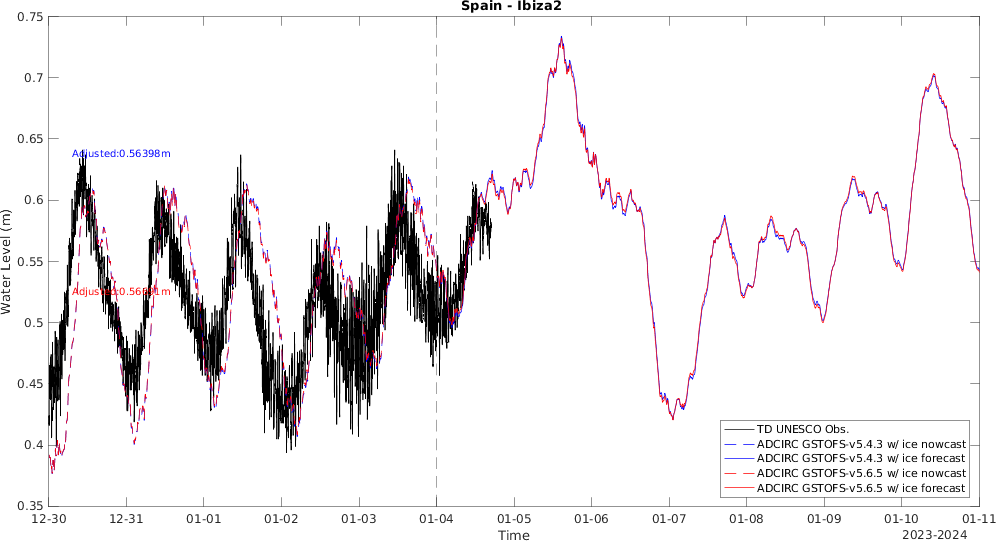 Spain - Ibiza2
0.75
0.7
0.65
0.6
0.55
0.5
0.45
0.4
0.35
Water Level (m)
Adjusted:0.56398m
TD UNESCO Obs.
ADCIRC GSTOFS-v5.4.3 w/ ice nowcast
ADCIRC GSTOFS-v5.4.3 w/ ice forecast
ADCIRC GSTOFS-v5.6.5 w/ ice nowcast
ADCIRC GSTOFS-v5.6.5 w/ ice forecast
12-30 12-31 01-01 01-02 01-03 01-04 01-05 01-06 01-07 01-08 01-09 01-10 01-11
Time
2023-2024